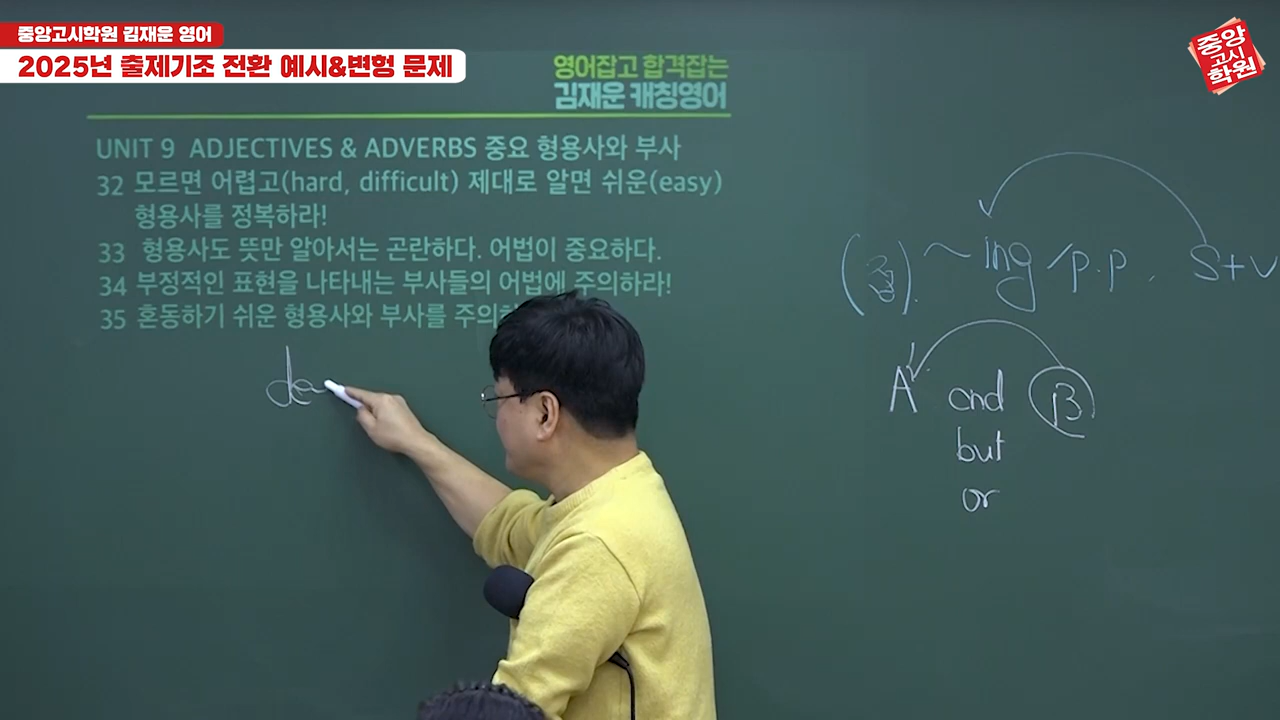 중앙고시학원 김재운 영어
2025년 출제기조 전환 예시&변형 문제
중앙
고시
학원
영어잡고 합격잡는
김재운 캐칭영어
UNIT 9 ADJECTIVES & ADVERBS 중요 형용사와 부사
32 모르면 어렵고(hard, difficult) 제대로 알면 쉬운(easy)
형용사를 정복하라!
33 형용사도 뜻만 알아서는 곤란하다. 어법이 중요하다.
34 부정적인 표현을 나타내는 부사들의 어법에 주의하라!
35 혼동하기 쉬운 형용사와 부사를
~ing/p.p. S+V
A and B
but
or